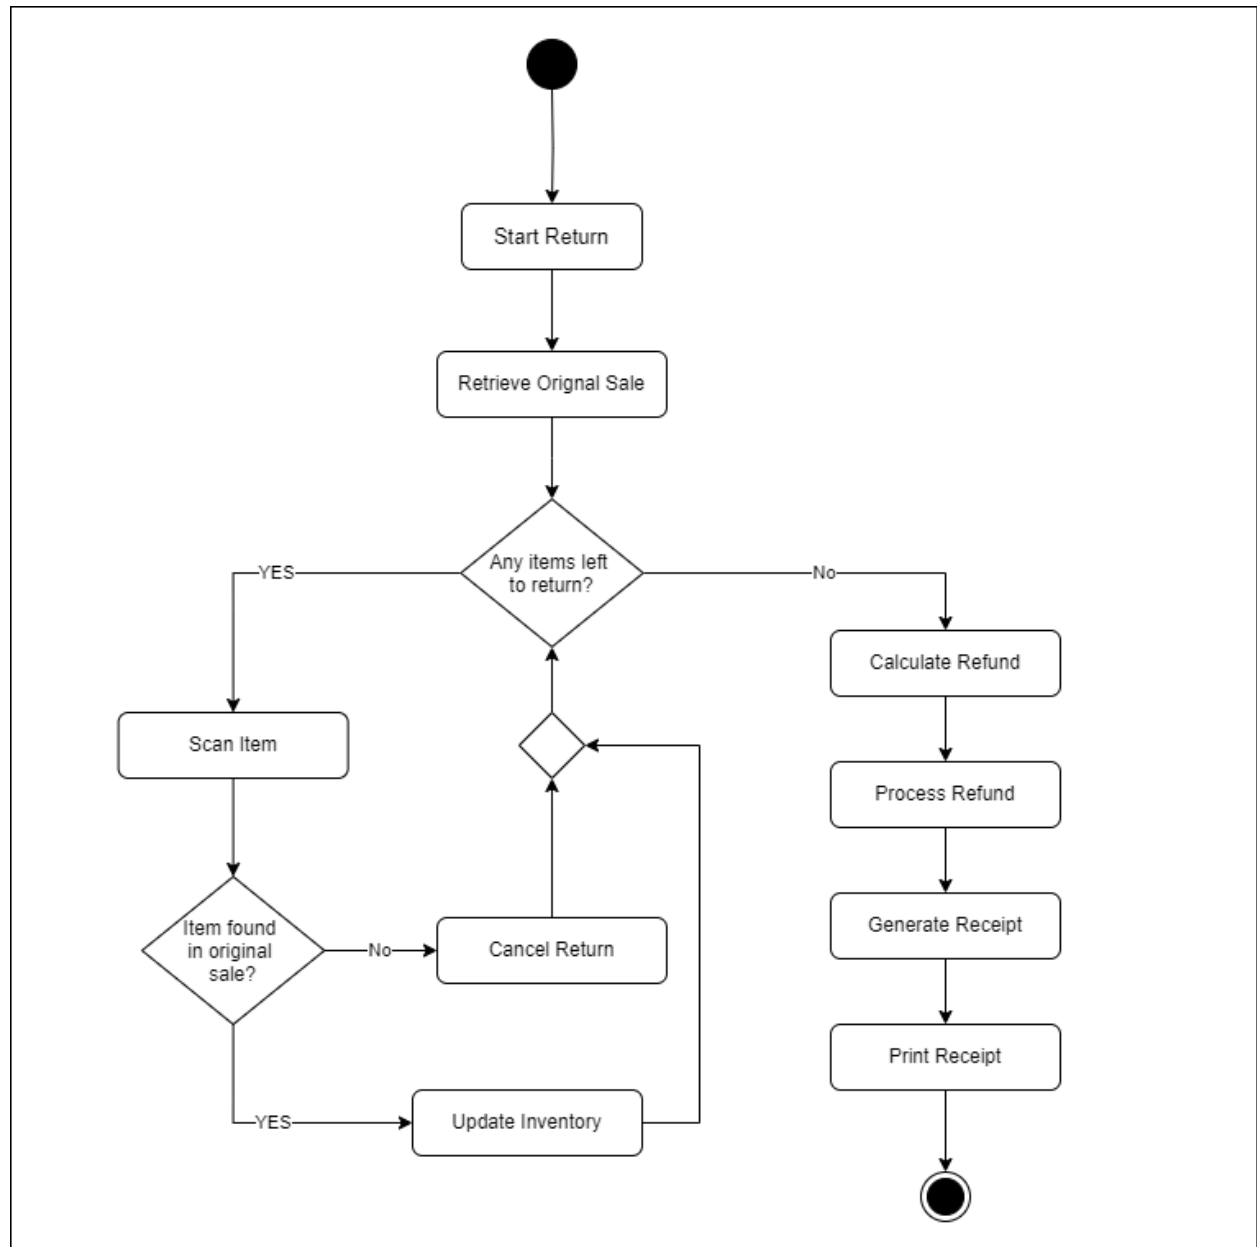 Start Return
Retrieve Orignal Sale
Any items left
to return?
YES
No
Calculate Refund
Scan Item
Process Refund
Item found
in original
sale?
No
Cancel Return
Generate Receipt
Print Receipt
YES
Update Inventory